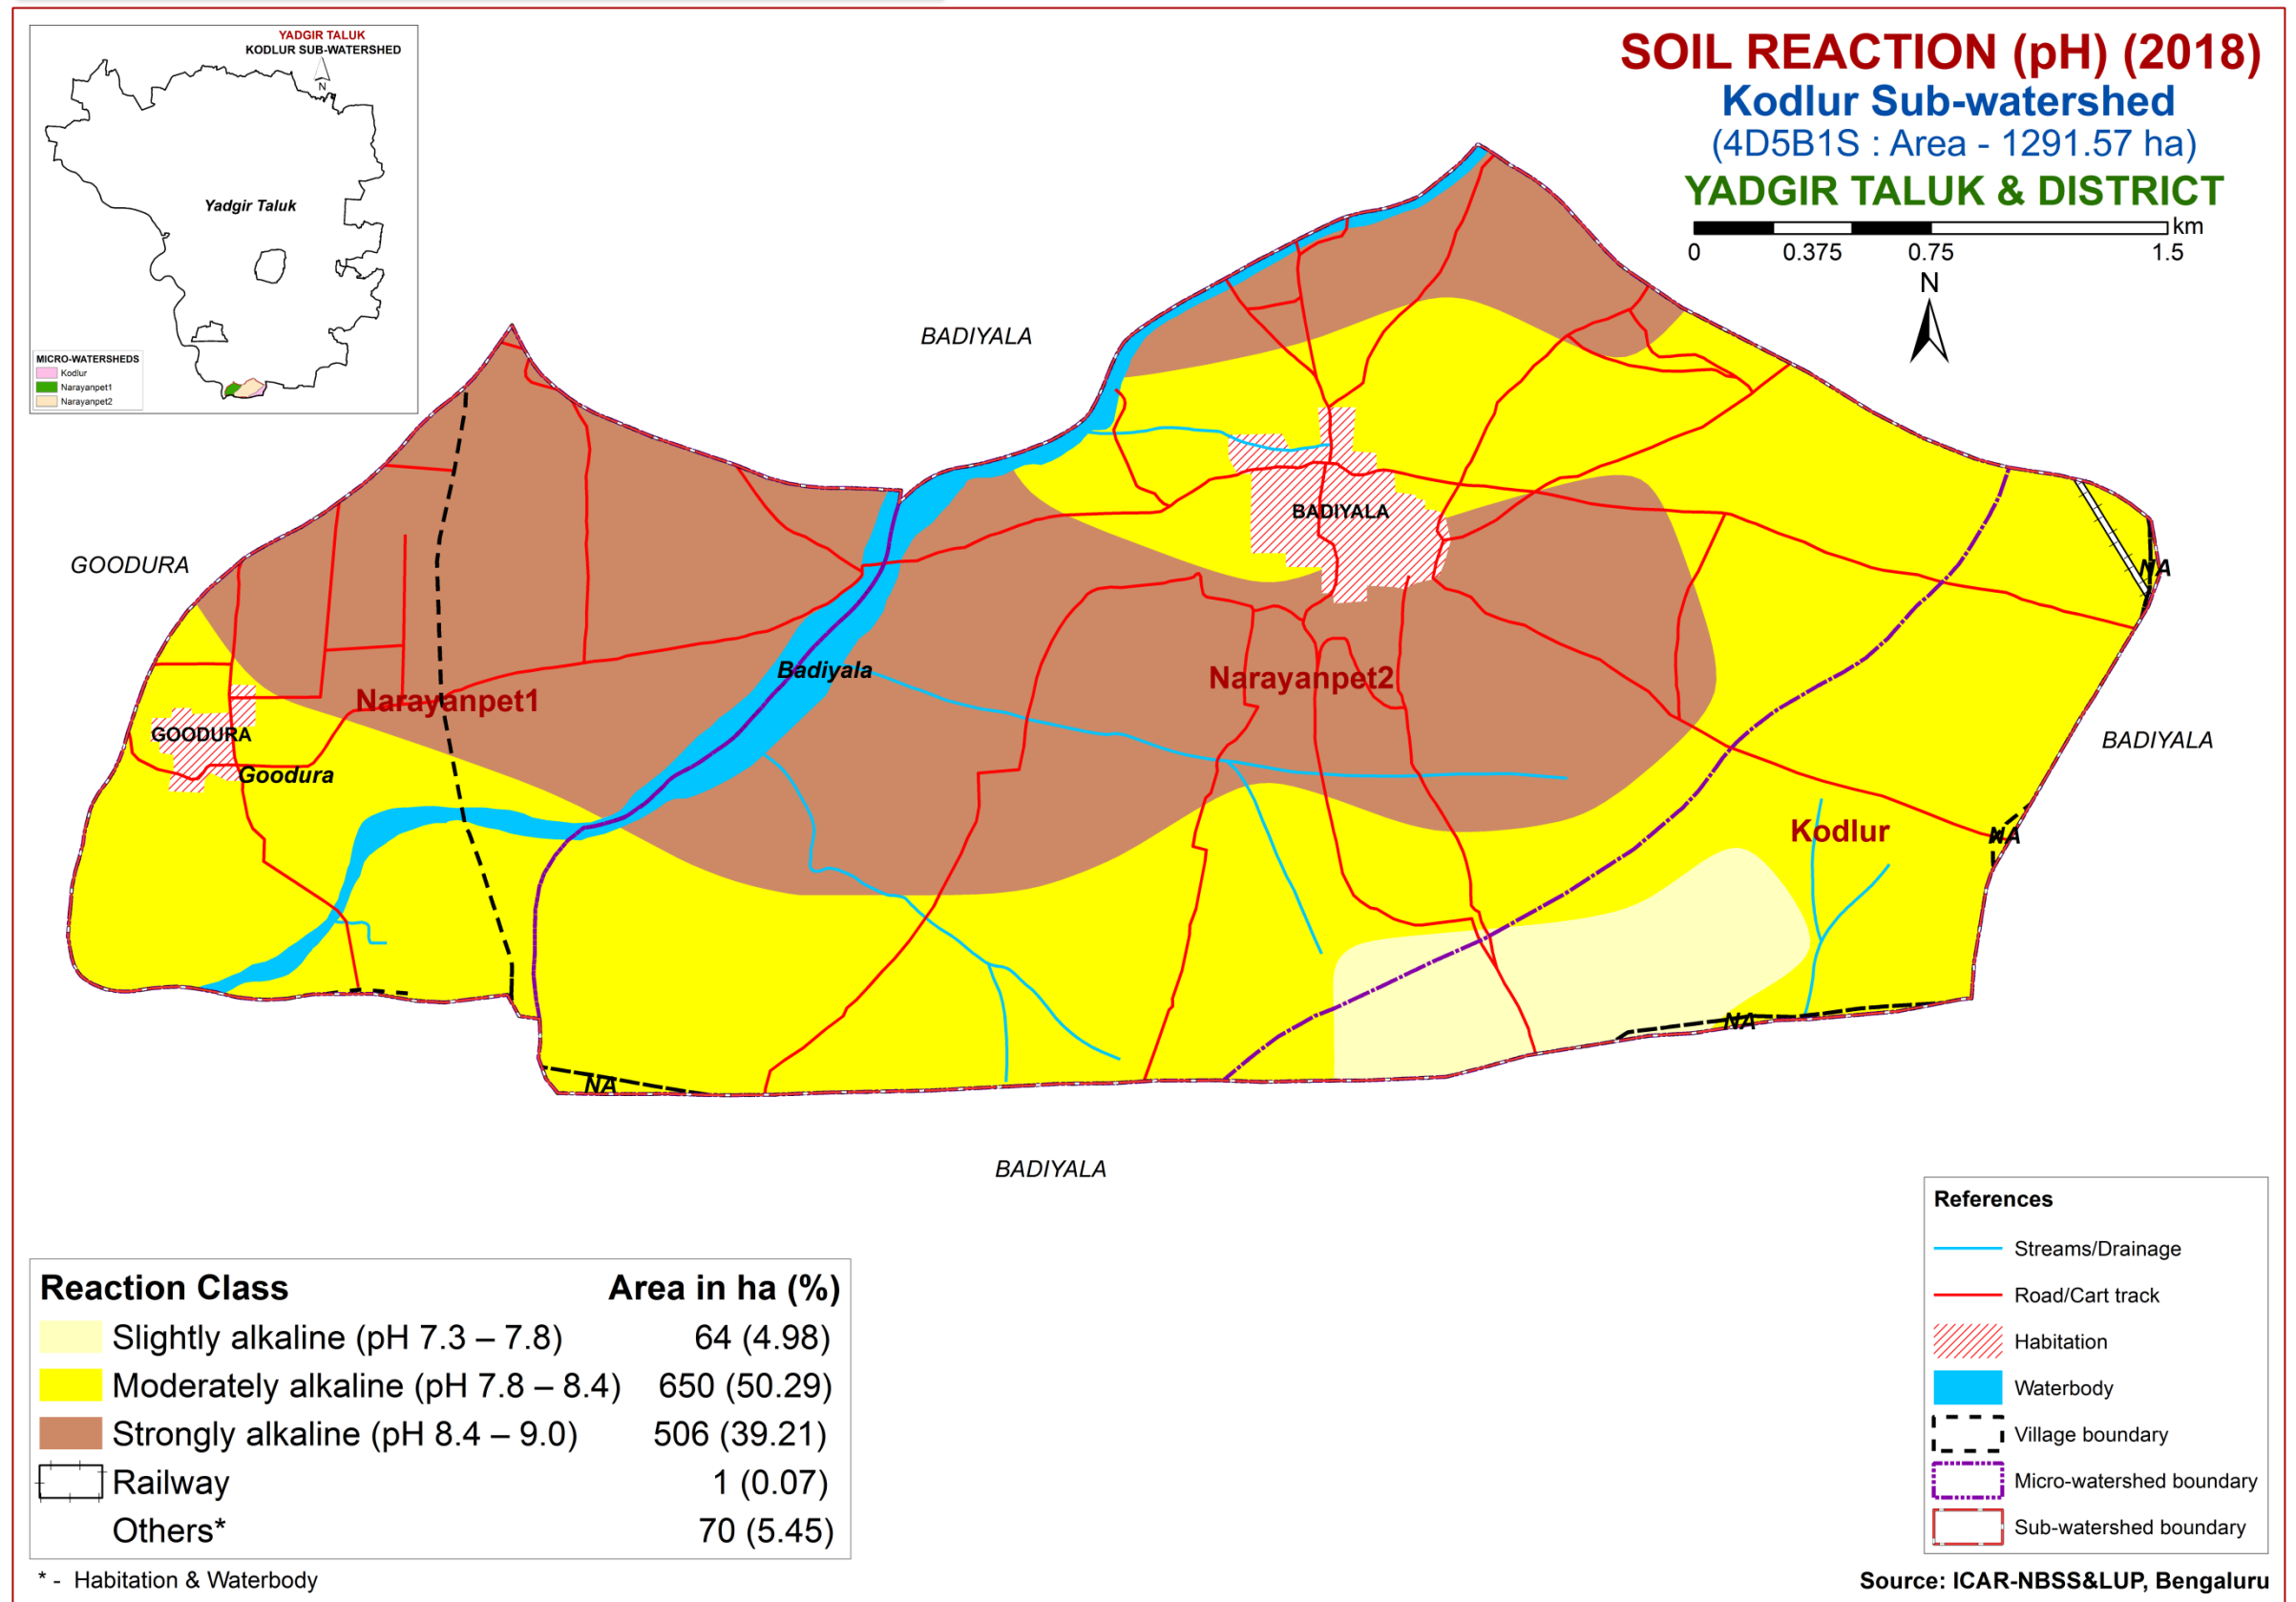 YADGIR TALUK
KODLUR SUB-WATERSHED
N
Yadgir Taluk
MICRO-WATERSHEDS
Kodlur
Narayanpet1
Narayanpet2
SOIL REACTION (pH) (2018)
Kodlur Sub-watershed
(4D5B1S : Area - 1291.57 ha)
YADGIR TALUK & DISTRICT
km
0 0.375 0.75 1.5
N
BADIYALA
GOODURA
BADIYALA
NA
Badiyala
Narayanpet2
Narayanpet1
GOODURA
Goodura
BADIYALA
Kodlur
NA
NA
NA
BADIYALA
References
Streams/Drainage
Road/Cart track
Habitation
Waterbody
Village boundary
Micro-watershed boundary
Sub-watershed boundary
Reaction Class Area in ha (%)
Slightly alkaline (pH 7.3 – 7.8) 64 (4.98)
Moderately alkaline (pH 7.8 – 8.4) 650 (50.29)
Strongly alkaline (pH 8.4 – 9.0) 506 (39.21)
Railway 1 (0.07)
Others* 70 (5.45)
* - Habitation & Waterbody
Source: ICAR-NBSS&LUP, Bengaluru